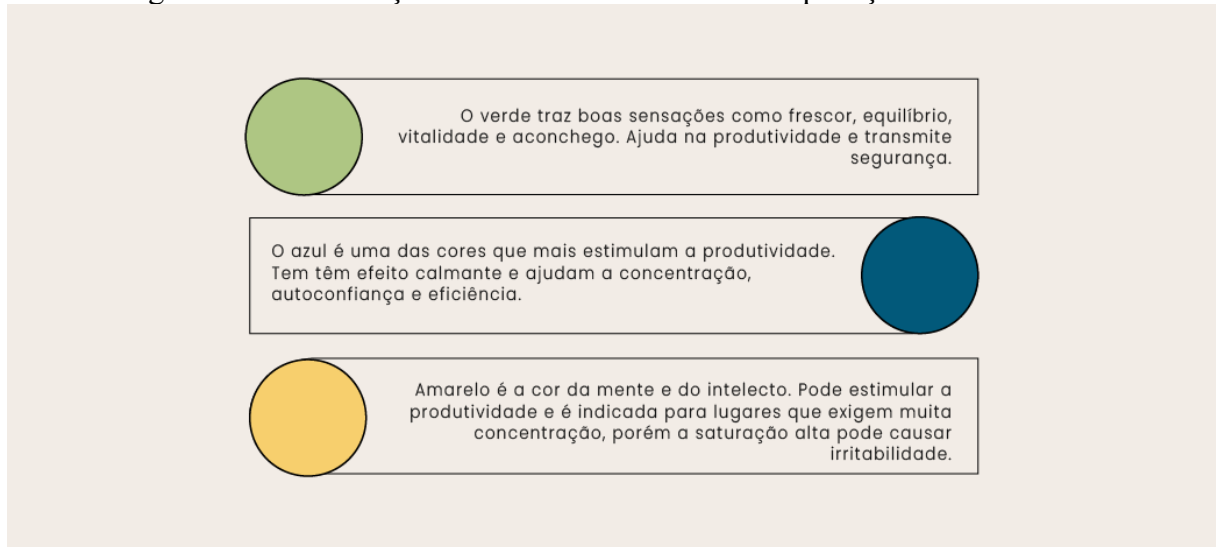 O verde traz boas sensações como frescor, equilíbrio,
vitalidade e aconchego. Ajuda na produtividade e transmite
segurança.
O azul é uma das cores que mais estimulam a produtividade.
Tem têm efeito calmante e ajudam a concentração,
autoconfiança e eficiência.
Amarelo é a cor da mente e do intelecto. Pode estimular a
produtividade e é indicada para lugares que exigem muita
concentração, porém a saturação alta pode causar
irritabilidade.